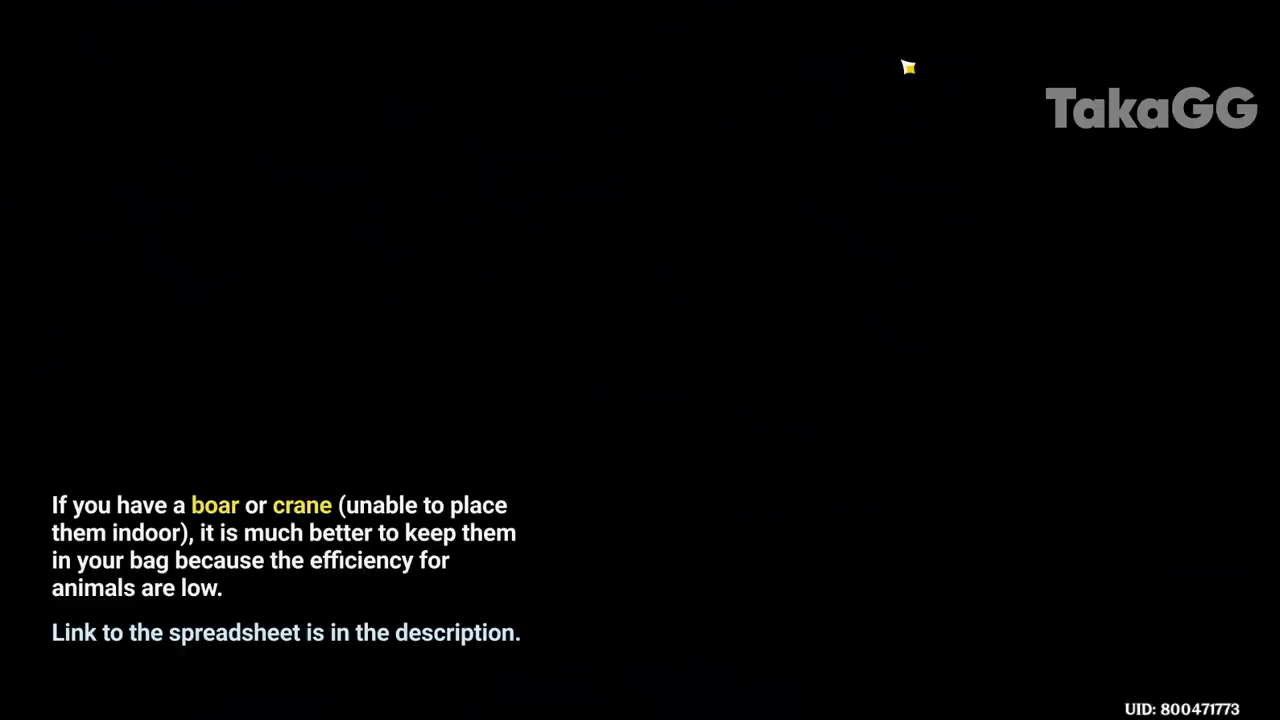 TakaGG
If you have a boar or crane (unable to place
them indoor), it is much better to keep them
in your bag because the efficiency for
animals are low.
Link to the spreadsheet is in the description.
UID: 800471773